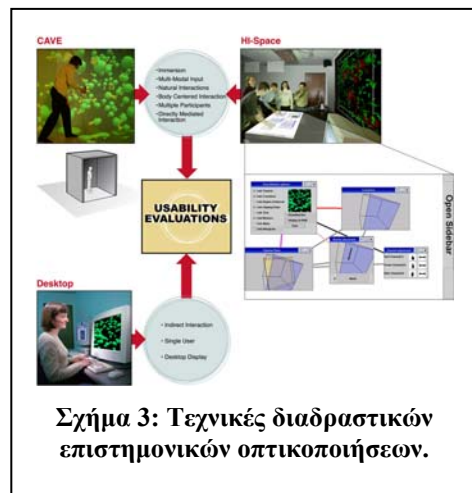 CAVE
HI-Space
•Immersion
•Multi-Modal Input
•Natural Interactions
•Body Centered Interaction
•Multiple Participants
•Directly Mediated
Interaction
USABILITY
EVALUATIONS
Open Sidebar
Desktop
• Indirect Interaction
• Single User
• Desktop Display
Σχήμα 3: Τεχνικές διαδραστικών
επιστημονικών οπτικοποιήσεων.